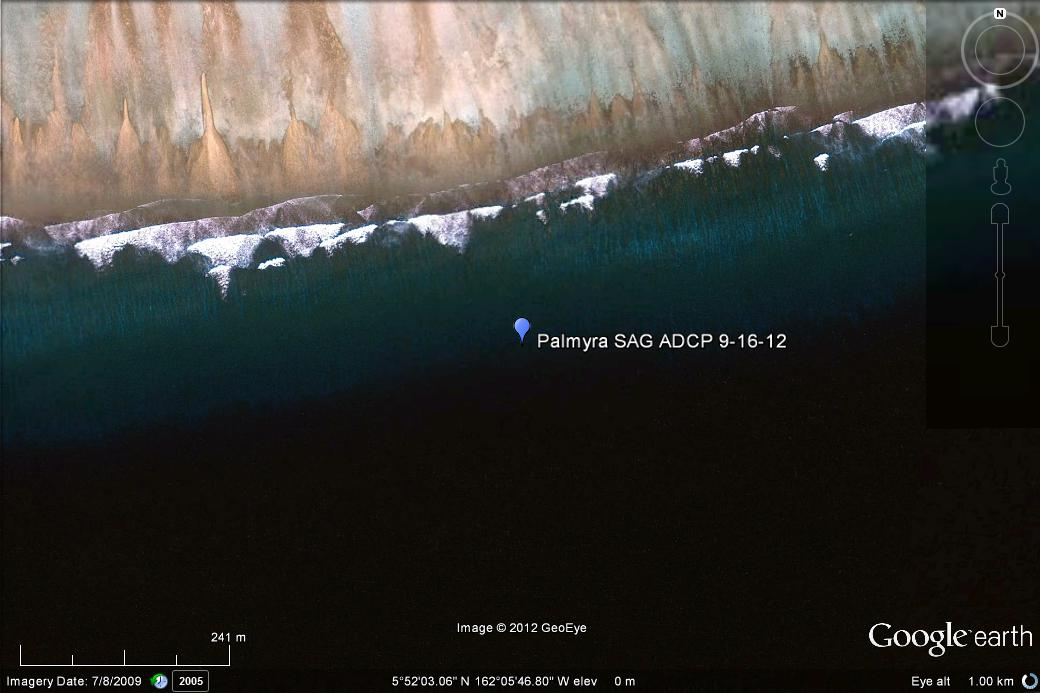 N
Palmyra SAG ADCP 9-16-12
Image © 2012 GeoEye
Google earth
241 m
Imagery Date: 7/8/2009 2005 5°52'03.06" N 162°05'46.80" W elev 0 m Eye alt 1.00 km